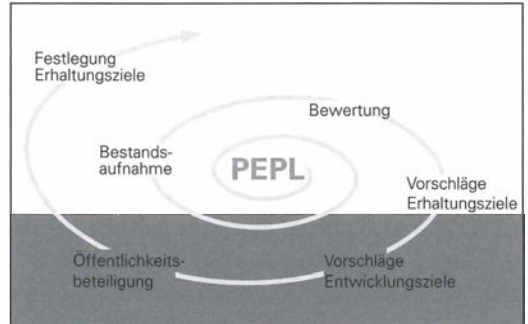 Festlegung
Erhaltungsziele
Bewertung
Bestands-
aufnahme
PEPL
Vorschläge
Erhaltungsziele
Öffentlichkeits-
beteiligung
Vorschläge
Entwicklungsziele